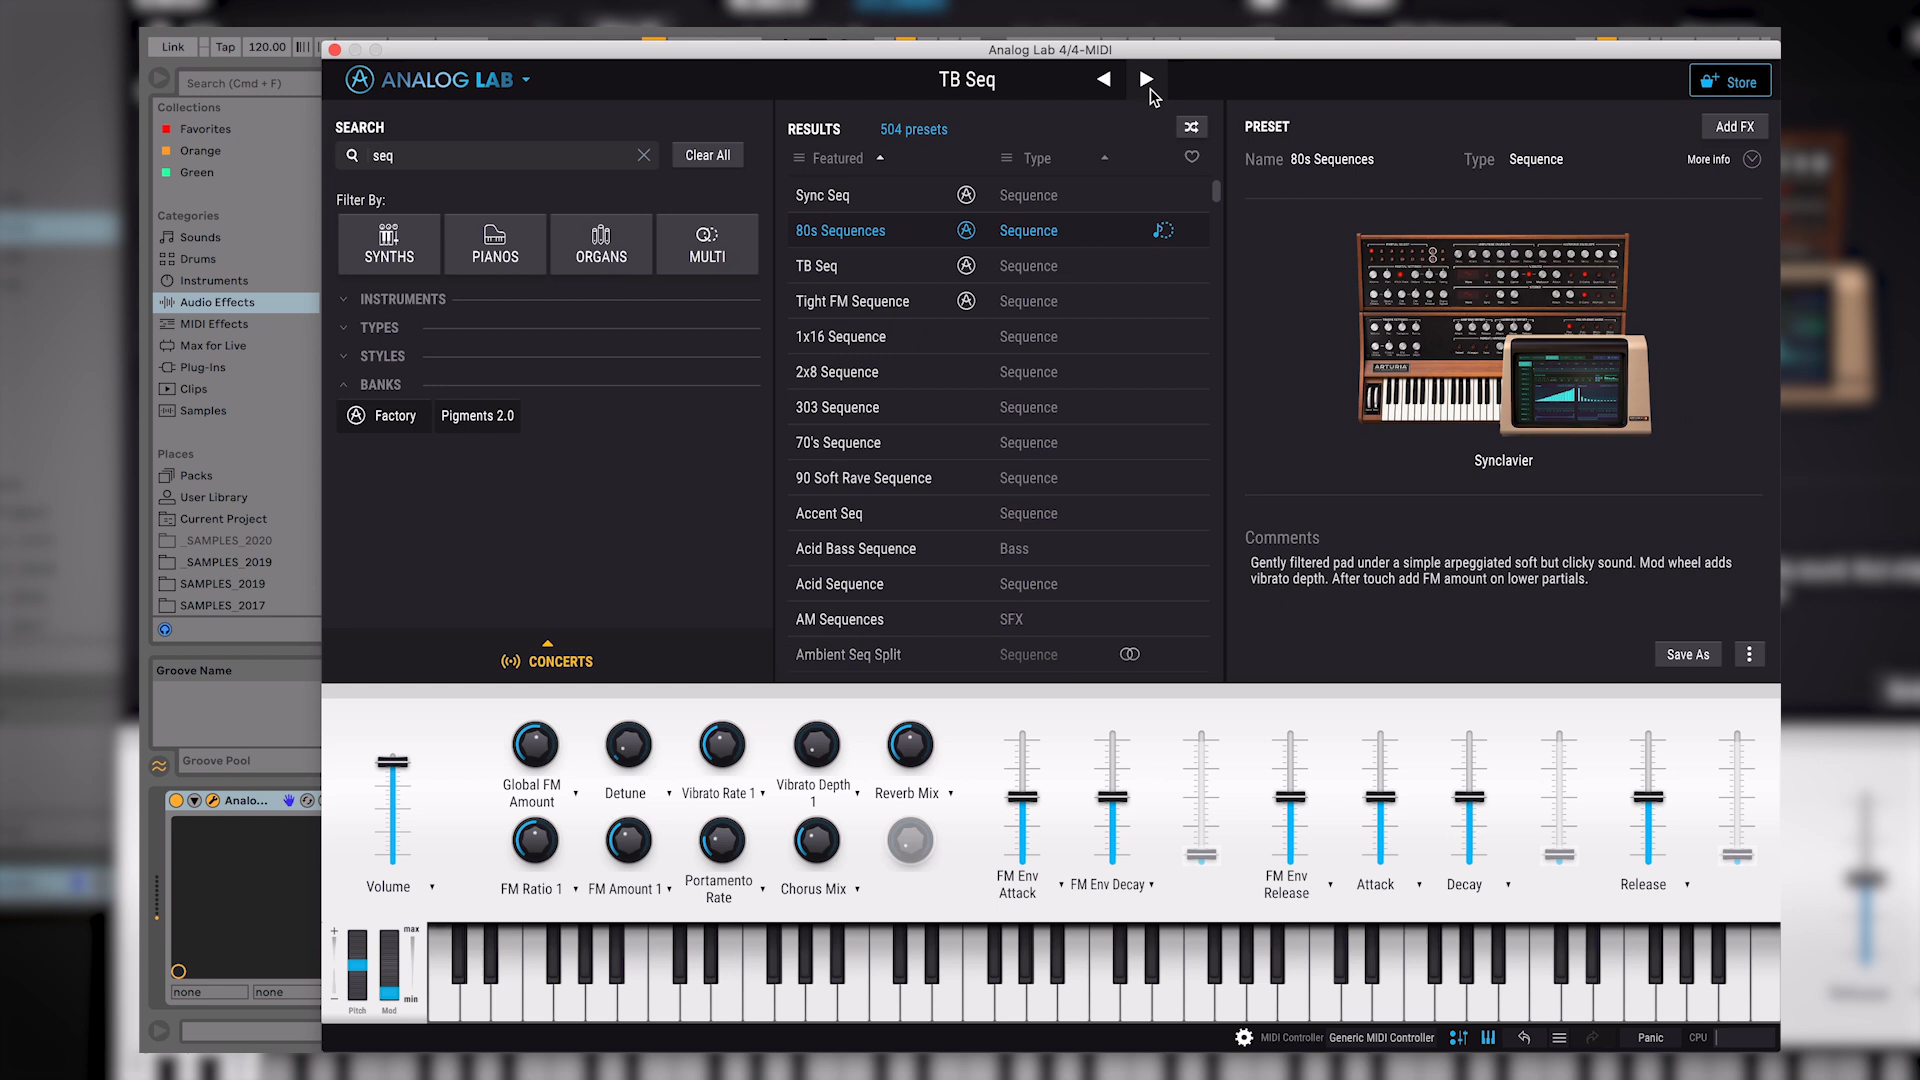 Link
Tap
120.00
Search (Cmd + F)
Collections
Favorites
Orange
Green
Categories
Sounds
Drums
Instruments
Audio Effects
MIDI Effects
Max for Live
Plug-Ins
Clips
Samples
Places
Packs
User Library
Current Project
_SAMPLES_2020
_SAMPLES_2019
SAMPLES_2019
SAMPLES_2017
Groove Name
Groove Pool
Analo...
none
none
Analog Lab 4/4-MIDI
ANALOG LAB
TB Seq
Store
SEARCH
seq
Clear All
Filter By:
SYNTHS
PIANOS
ORGANS
MULTI
INSTRUMENTS
TYPES
STYLES
BANKS
Factory
Pigments 2.0
CONCERTS
RESULTS
504 presets
Featured
Type
Sync Seq
Sequence
80s Sequences
Sequence
TB Seq
Sequence
Tight FM Sequence
Sequence
1x16 Sequence
Sequence
2x8 Sequence
Sequence
303 Sequence
Sequence
70's Sequence
Sequence
90 Soft Rave Sequence
Sequence
Accent Seq
Sequence
Acid Bass Sequence
Bass
Acid Sequence
Sequence
AM Sequences
SFX
Ambient Seq Split
Sequence
PRESET
Add FX
Name 80s Sequences
Type Sequence
More info
ARTURIA
Synclavier
Comments
Gently filtered pad under a simple arpeggiated soft but clicky sound. Mod wheel adds
vibrato depth. After touch add FM amount on lower partials.
Save As
Volume
Global FM
Amount
Detune
Vibrato Rate 1
Vibrato Depth
1
Reverb Mix
FM Ratio 1
FM Amount 1
Portamento
Rate
Chorus Mix
FM Env
Attack
FM Env Decay
FM Env
Release
Attack
Decay
Release
max
min
Pitch
Mod
MIDI Controller
Generic MIDI Controller
Panic
CPU